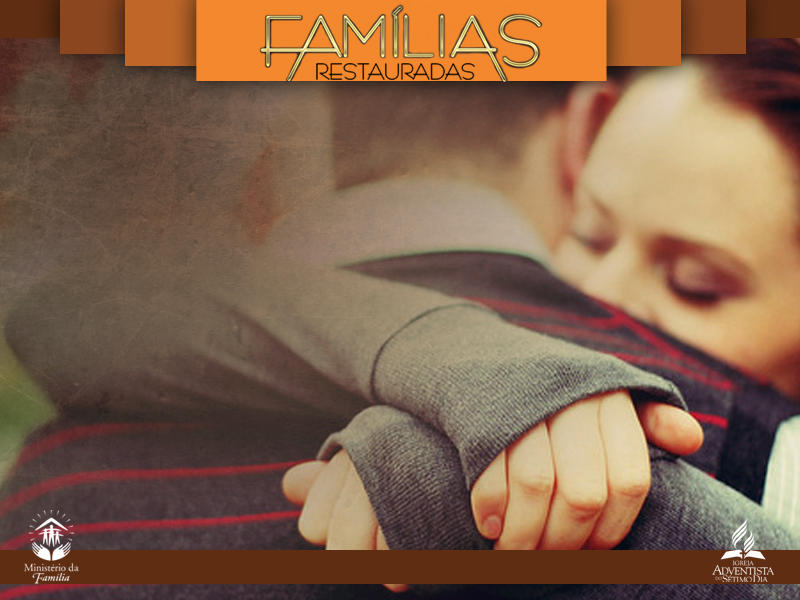 FAMÍLIAS
RESTAURADAS
Ministério da
Família
IGREJA
ADVENTISTA
DO SÉTIMO DIA